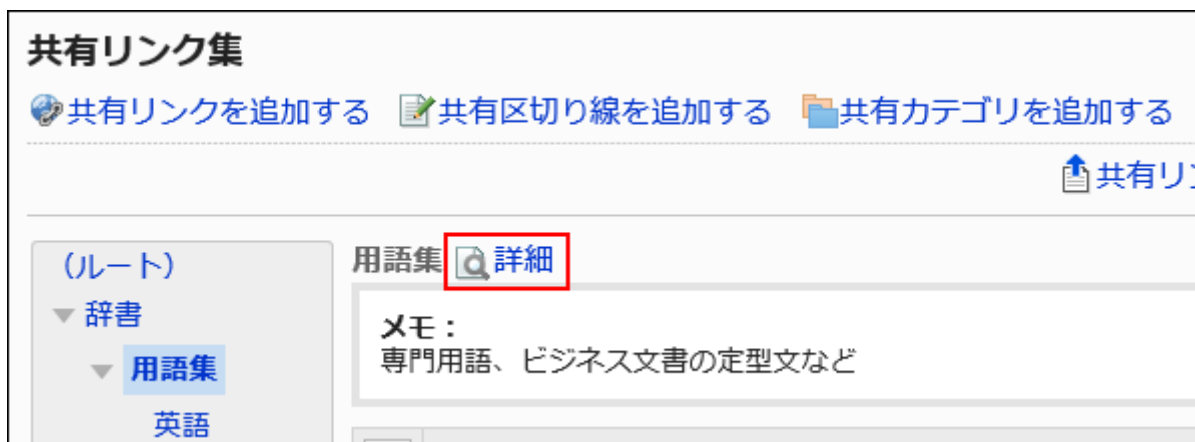 共有リンク集
共有リンクを追加する 共有区切り線を追加する 共有カテゴリを追加する
共有リン
(ルート)
辞書
用語集
英語
用語集 詳細
メモ：
専門用語、ビジネス文書の定型文など